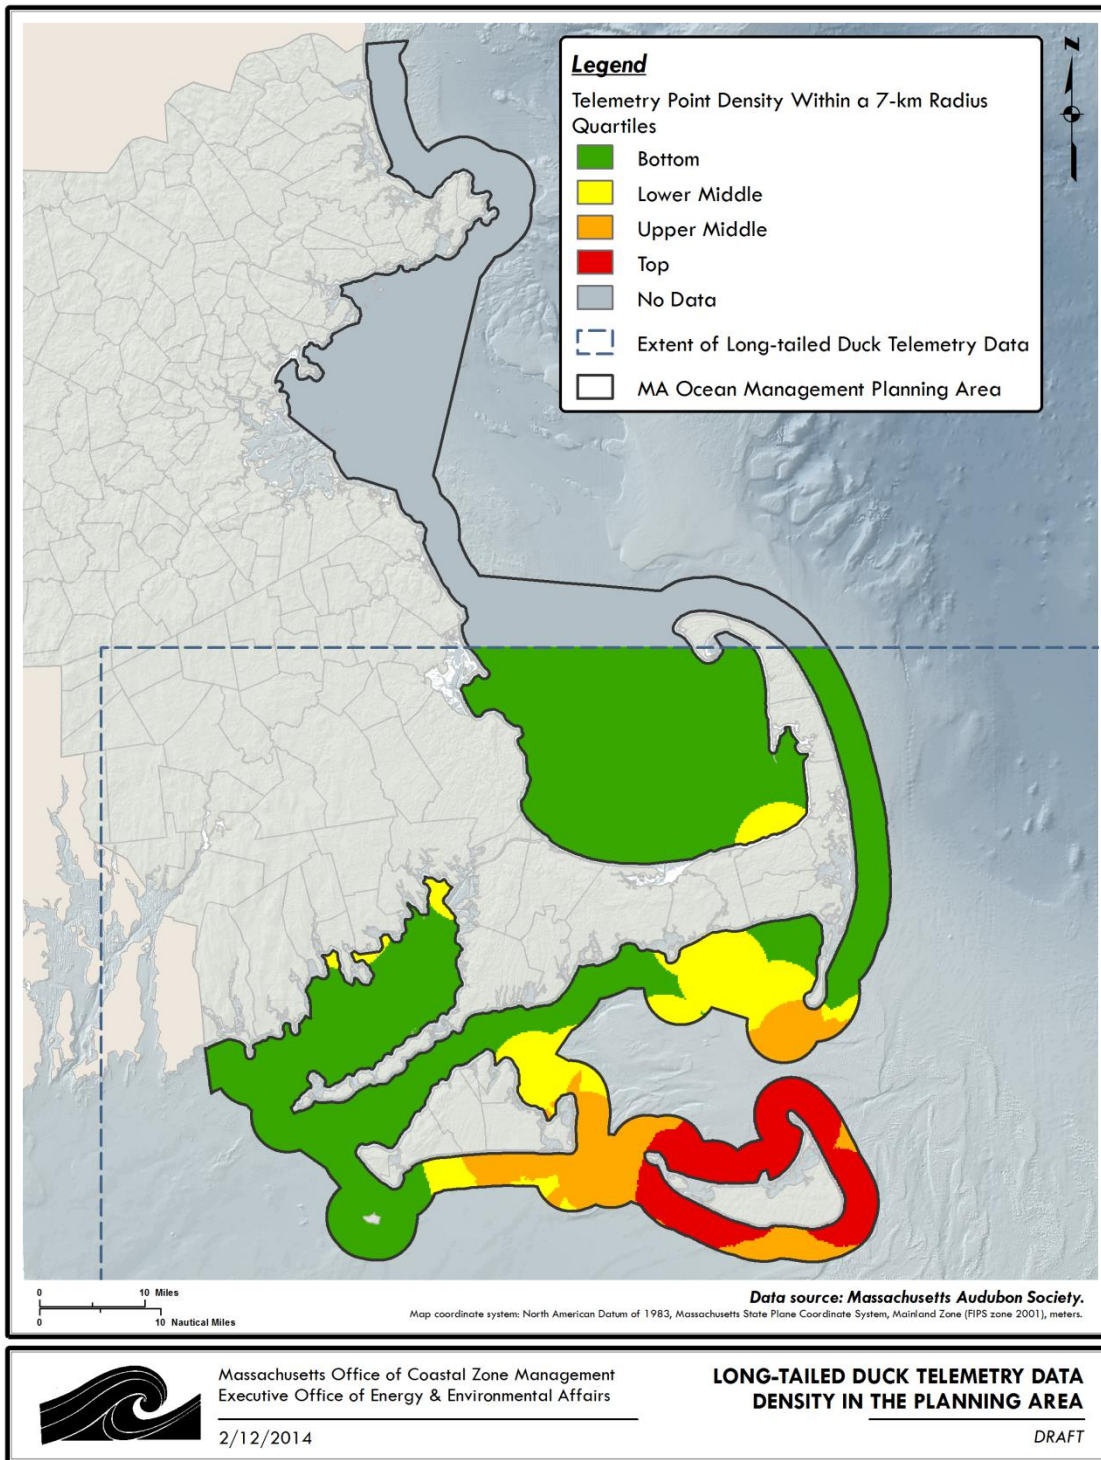 Legend
Telemetry Point Density Within a 7-km Radius
Quartiles
Bottom
Lower Middle
Upper Middle
Top
No Data
Extent of Long-tailed Duck Telemetry Data
MA Ocean Management Planning Area
N
0 10 Miles
0 10 Nautical Miles
Data source: Massachusetts Audubon Society.
Map coordinate system: North American Datum of 1983, Massachusetts State Plane Coordinate System, Mainland Zone (FIPS zone 2001), meters.
Massachusetts Office of Coastal Zone Management
Executive Office of Energy & Environmental Affairs
2/12/2014
LONG-TAILED DUCK TELEMETRY DATA
DENSITY IN THE PLANNING AREA
DRAFT